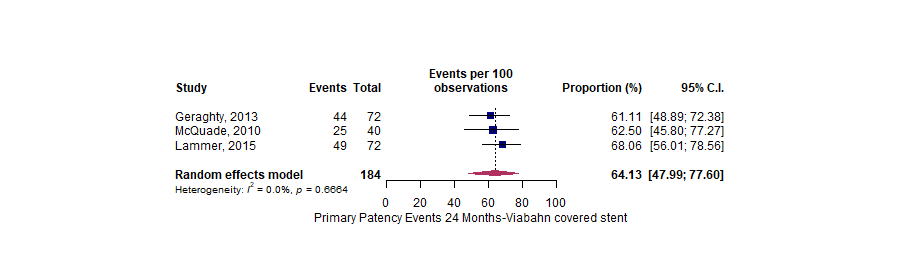 Events per 100
Study Events Total observations Proportion (%) 95% C.I.
Geraghty, 2013 44 72 61.11 [48.89; 72.38]
McQuade, 2010 25 40 62.50 [45.80; 77.27]
Lammer, 2015 49 72 68.06 [56.01; 78.56]
Random effects model 184 64.13 [47.99; 77.60]
Heterogeneity: I² = 0.0%, p = 0.6664
0 20 40 60 80 100
Primary Patency Events 24 Months-Viabahn covered stent